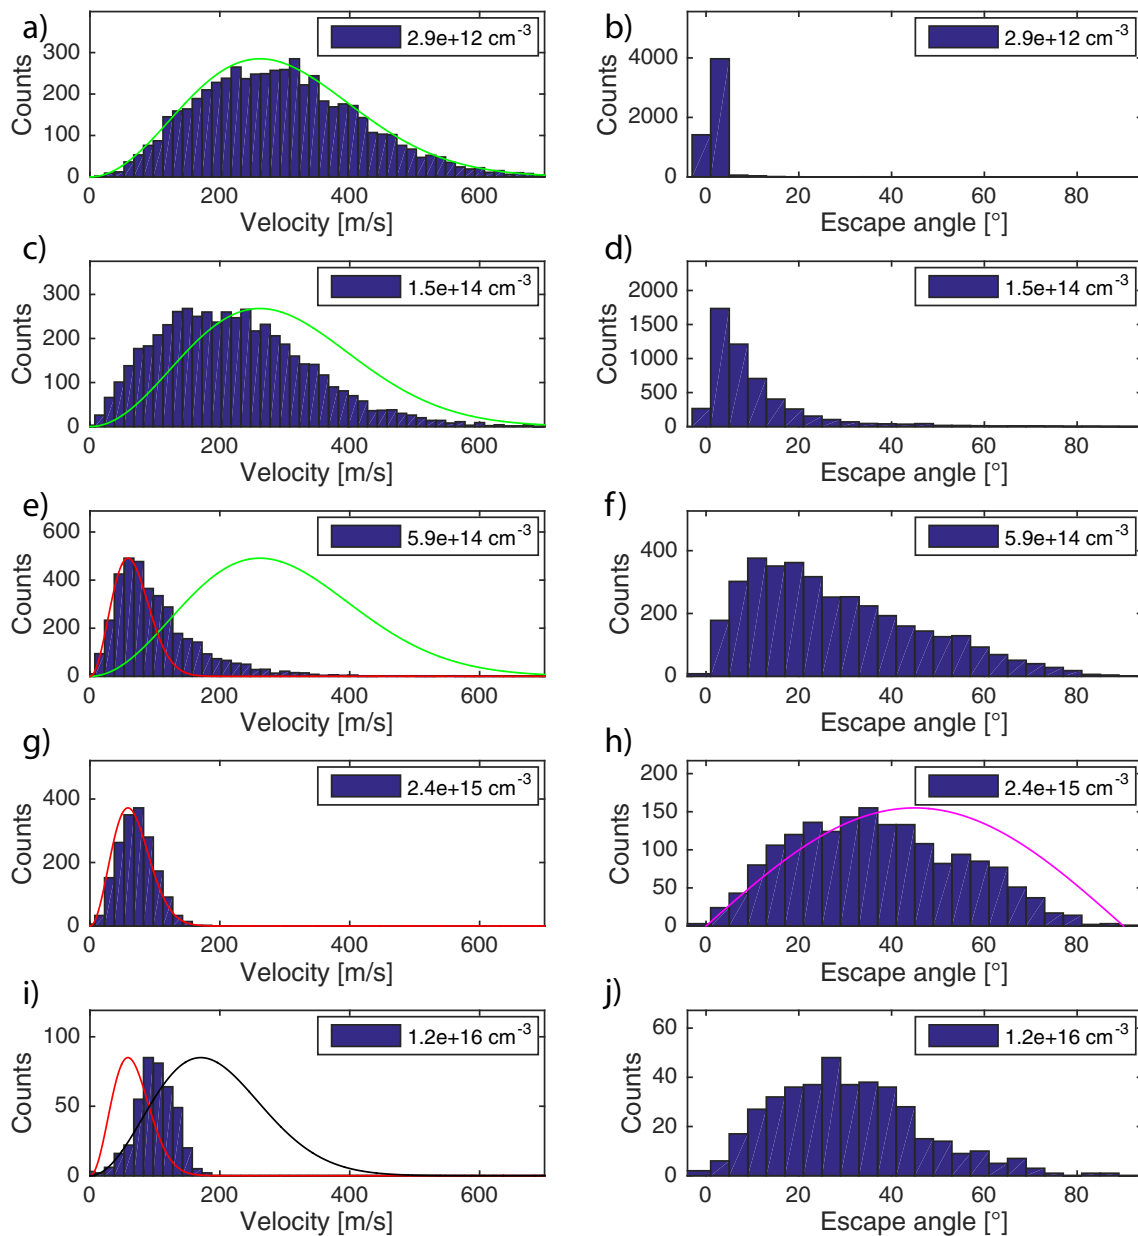 a)
2.9e+12 cm-3
Counts
300
200
100
0
0 200 400 600
Velocity [m/s]
b)
2.9e+12 cm-3
Counts
4000
2000
0
0 20 40 60 80
Escape angle [°]
c)
1.5e+14 cm-3
Counts
300
200
100
0
0 200 400 600
Velocity [m/s]
d)
1.5e+14 cm-3
Counts
2000
1500
1000
500
0
0 20 40 60 80
Escape angle [°]
e)
5.9e+14 cm-3
Counts
600
400
200
0
0 200 400 600
Velocity [m/s]
f)
5.9e+14 cm-3
Counts
400
200
0
0 20 40 60 80
Escape angle [°]
g)
2.4e+15 cm-3
Counts
400
200
0
0 200 400 600
Velocity [m/s]
h)
2.4e+15 cm-3
Counts
200
150
100
50
0
0 20 40 60 80
Escape angle [°]
i)
1.2e+16 cm-3
Counts
100
50
0
0 200 400 600
Velocity [m/s]
j)
1.2e+16 cm-3
Counts
60
40
20
0
0 20 40 60 80
Escape angle [°]